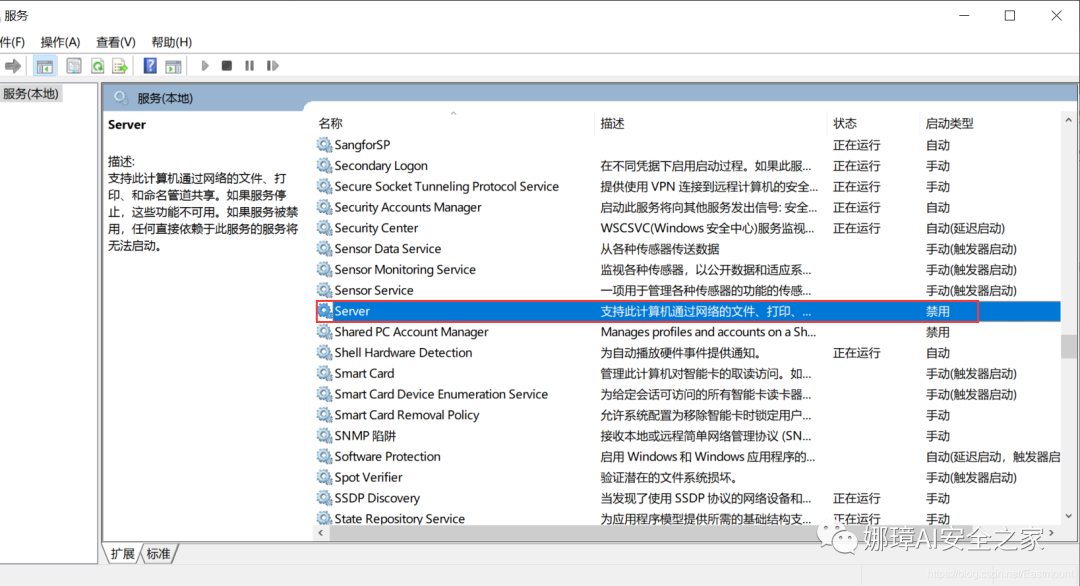 服务
件(F) 操作(A) 查看(V) 帮助(H)
服务(本地)
服务(本地)
Server
描述:
支持此计算机通过网络的文件、打
印、和命名管道共享。如果服务停
止，这些功能不可用。如果服务被禁
用，任何直接依赖于此服务的服务将
无法启动。
名称 描述 状态 启动类型
SangforSP 正在运行 自动
Secondary Logon 在不同凭据下启用启动过程。如果此服... 正在运行 手动
Secure Socket Tunneling Protocol Service 提供使用 VPN 连接到远程计算机的安全... 正在运行 手动
Security Accounts Manager 启动此服务将向其他服务发出信号: 安全... 正在运行 自动
Security Center WSCSVC(Windows 安全中心)服务监视... 正在运行 自动(延迟启动)
Sensor Data Service 从各种传感器传送数据 手动(触发器启动)
Sensor Monitoring Service 监视各种传感器，以公开数据和适应系... 手动(触发器启动)
Sensor Service 一项用于管理各种传感器的功能的传感... 手动(触发器启动)
Server 支持此计算机通过网络的文件、打印、... 禁用
Shared PC Account Manager Manages profiles and accounts on a Sh... 禁用
Shell Hardware Detection 为自动播放硬件事件提供通知。 正在运行 自动
Smart Card 管理此计算机对智能卡的取读访问。如... 手动(触发器启动)
Smart Card Device Enumeration Service 为给定会话可访问的所有智能卡读卡器... 手动(触发器启动)
Smart Card Removal Policy 允许系统配置为移除智能卡时锁定用户... 手动
SNMP 陷阱 接收本地或远程简单网络管理协议 (SN... 手动
Software Protection 启用 Windows 和 Windows 应用程序的... 自动(延迟启动，触发器启
Spot Verifier 验证潜在的文件系统损坏。 手动(触发器启动)
SSDP Discovery 当发现了使用 SSDP 协议的网络设备和... 正在运行 手动
State Repository Service 为应用程序模型提供所需的基础结构支... 正在运行 手动
娜璋AI安全之家
扩展 标准